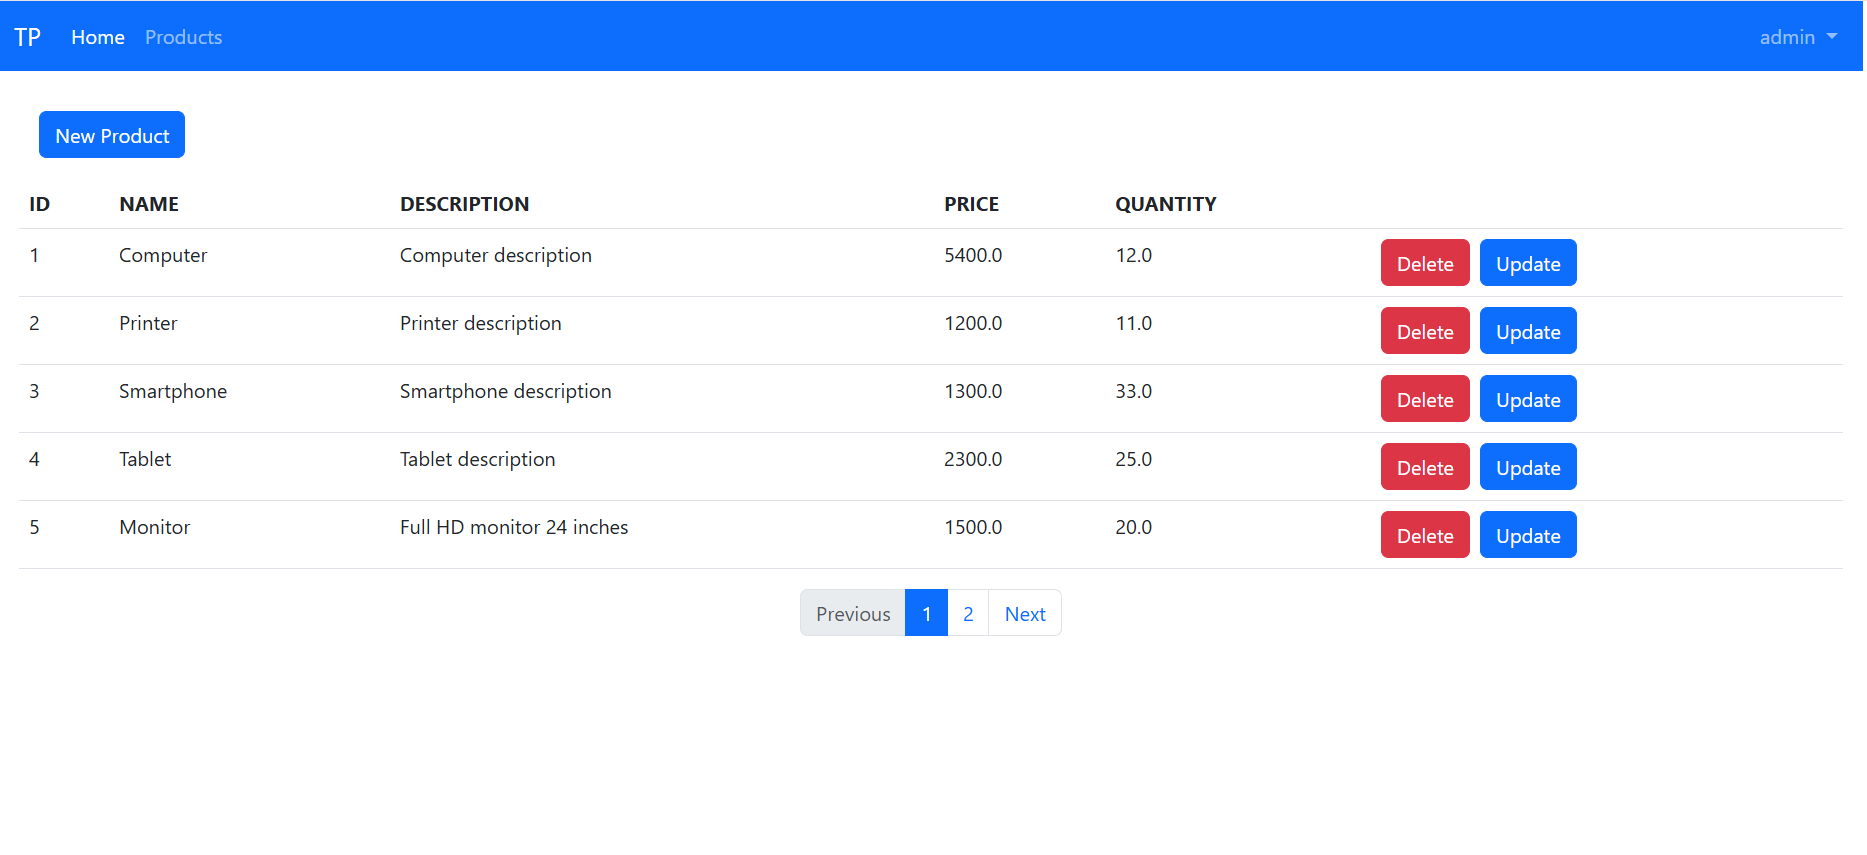 TP Home Products admin
New Product
ID NAME DESCRIPTION PRICE QUANTITY
1 Computer Computer description 5400.0 12.0 Delete Update
2 Printer Printer description 1200.0 11.0 Delete Update
3 Smartphone Smartphone description 1300.0 33.0 Delete Update
4 Tablet Tablet description 2300.0 25.0 Delete Update
5 Monitor Full HD monitor 24 inches 1500.0 20.0 Delete Update
Previous 1 2 Next